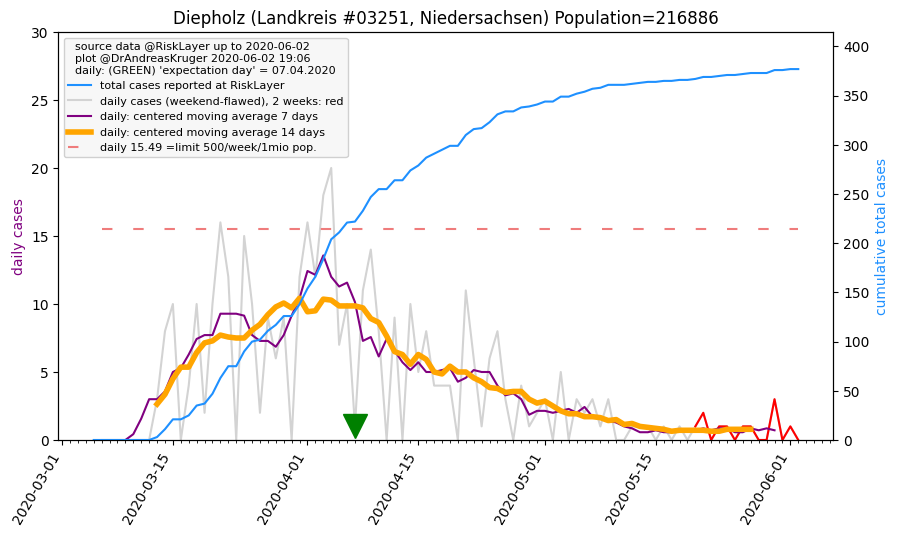 Diepholz (Landkreis #03251, Niedersachsen) Population=216886
source data @RiskLayer up to 2020-06-02
plot @DrAndreasKruger 2020-06-02 19:06
daily: (GREEN) 'expectation day' = 07.04.2020
total cases reported at RiskLayer
daily cases (weekend-flawed), 2 weeks: red
daily: centered moving average 7 days
daily: centered moving average 14 days
daily 15.49 =limit 500/week/1mio pop.
daily cases
30
25
20
15
10
5
0
cumulative total cases
400
350
300
250
200
150
100
50
0
2020-03-01
2020-03-15
2020-04-01
2020-04-15
2020-05-01
2020-05-15
2020-06-01